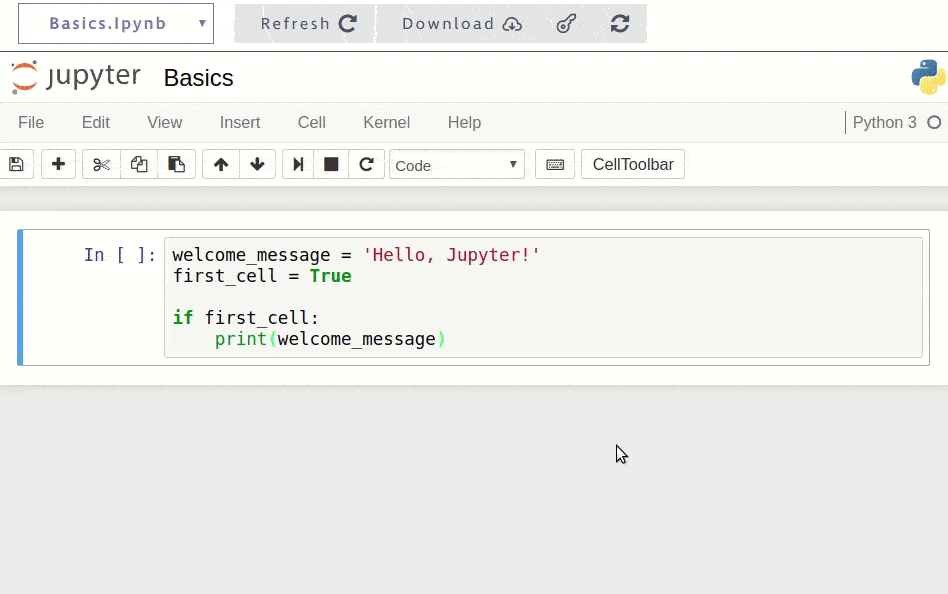 Basics.Ipynb Refresh Download
jupyter Basics
File Edit View Insert Cell Kernel Help Python 3
Code CellToolbar
In [ ]: welcome_message = 'Hello, Jupyter!'
first_cell = True
if first_cell:
    print(welcome_message)